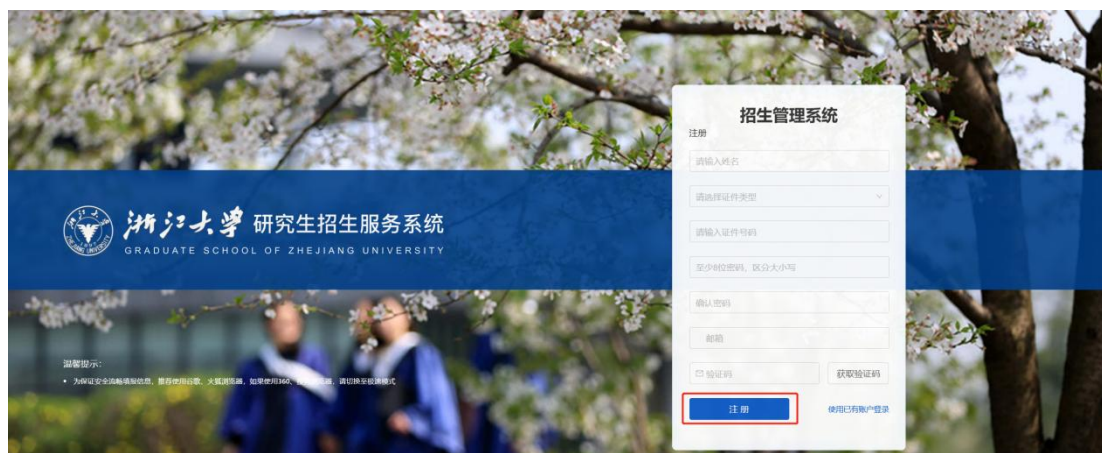 招生管理系统
注册
请输入姓名
请选择证件类型
请输入证件号码
至少8位密码，区分大小写
确认密码
邮箱
验证码
获取验证码
注 册
使用已有账户登录
浙江大学 研究生招生服务系统
GRADUATE SCHOOL OF ZHEJIANG UNIVERSITY
温馨提示:
• 为保证安全流畅填报信息，推荐使用谷歌、火狐浏览器，如果使用360、览器，请切换至极速模式